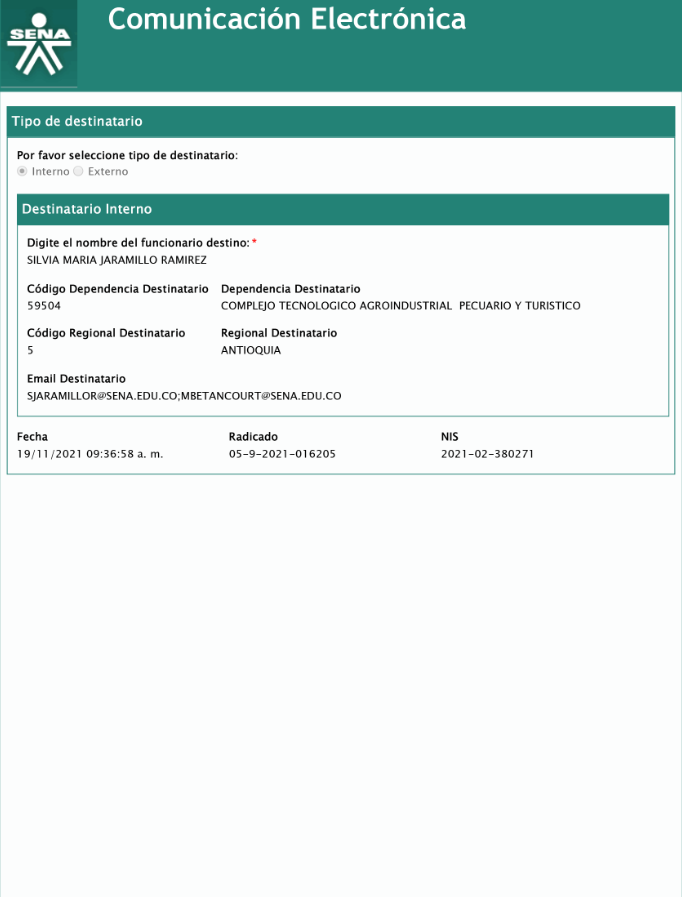 SENA
Comunicación Electrónica
Tipo de destinatario
Por favor seleccione tipo de destinatario:
Interno Externo
Destinatario Interno
Digite el nombre del funcionario destino:*
SILVIA MARIA JARAMILLO RAMIREZ
Código Dependencia Destinatario Dependencia Destinatario
59504 COMPLEJO TECNOLOGICO AGROINDUSTRIAL PECUARIO Y TURISTICO
Código Regional Destinatario Regional Destinatario
5 ANTIOQUIA
Email Destinatario
SJARAMILLOR@SENA.EDU.CO;MBETANCOURT@SENA.EDU.CO
Fecha Radicado NIS
19/11/2021 09:36:58 a. m. 05-9-2021-016205 2021-02-380271